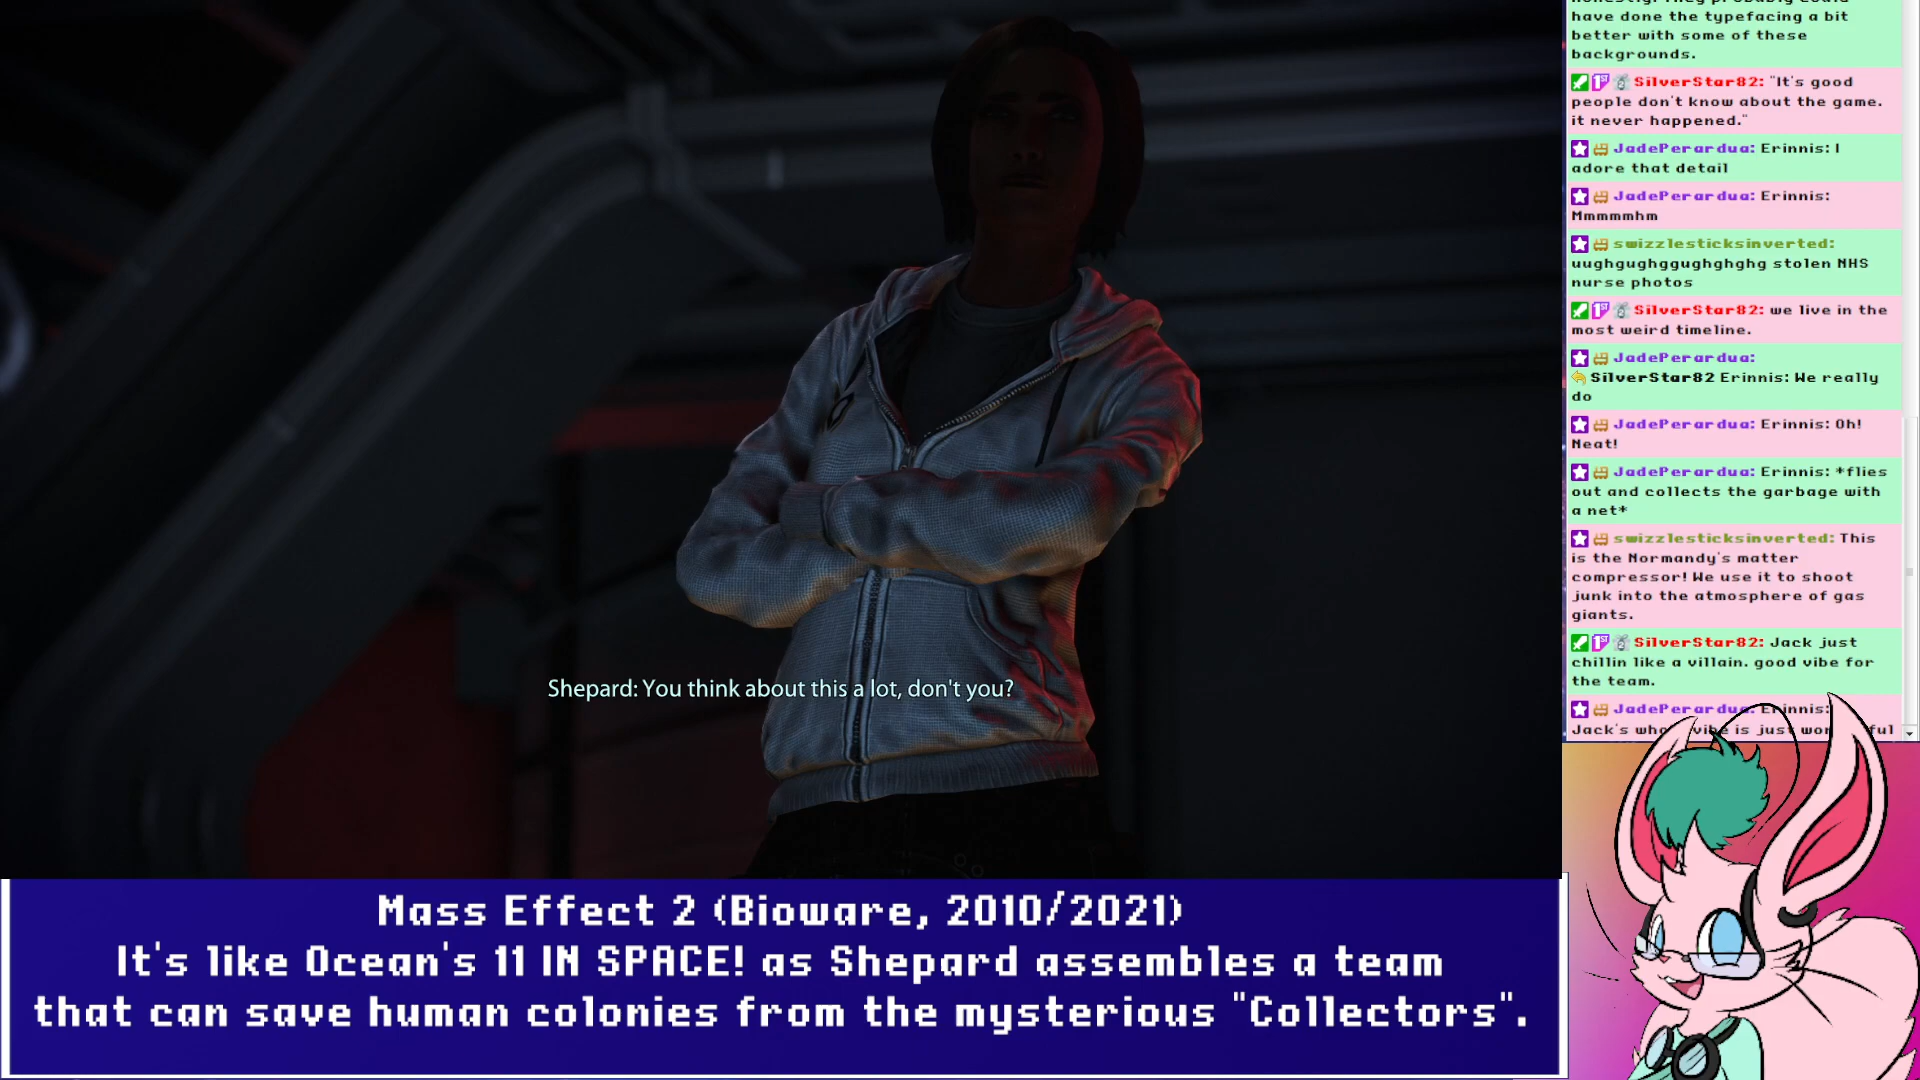 Shepard: You think about this a lot, don't you?
Mass Effect 2 (Bioware, 2010/2021)
It's like Ocean's 11 IN SPACE! as Shepard assembles a team
that can save human colonies from the mysterious "Collectors".
have done the typefacing a bit
better with some of these
backgrounds.
SilverStar82: "It's good
people don't know about the game.
it never happened."
JadePerardua: Erinnis: I
adore that detail
JadePerardua: Erinnis:
Mmmmmhm
swizzlesticksinverted:
uughgughggughghghg stolen NHS
nurse photos
SilverStar82: we live in the
most weird timeline.
JadePerardua:
SilverStar82 Erinnis: We really
do
JadePerardua: Erinnis: Oh!
Neat!
JadePerardua: Erinnis: *flies
out and collects the garbage with
a net*
swizzlesticksinverted: This
is the Normandy's matter
compressor! We use it to shoot
junk into the atmosphere of gas
giants.
SilverStar82: Jack just
chillin like a villain. good vibe for
the team.
JadePerardua: Erinnis:
Jack's vibe is just